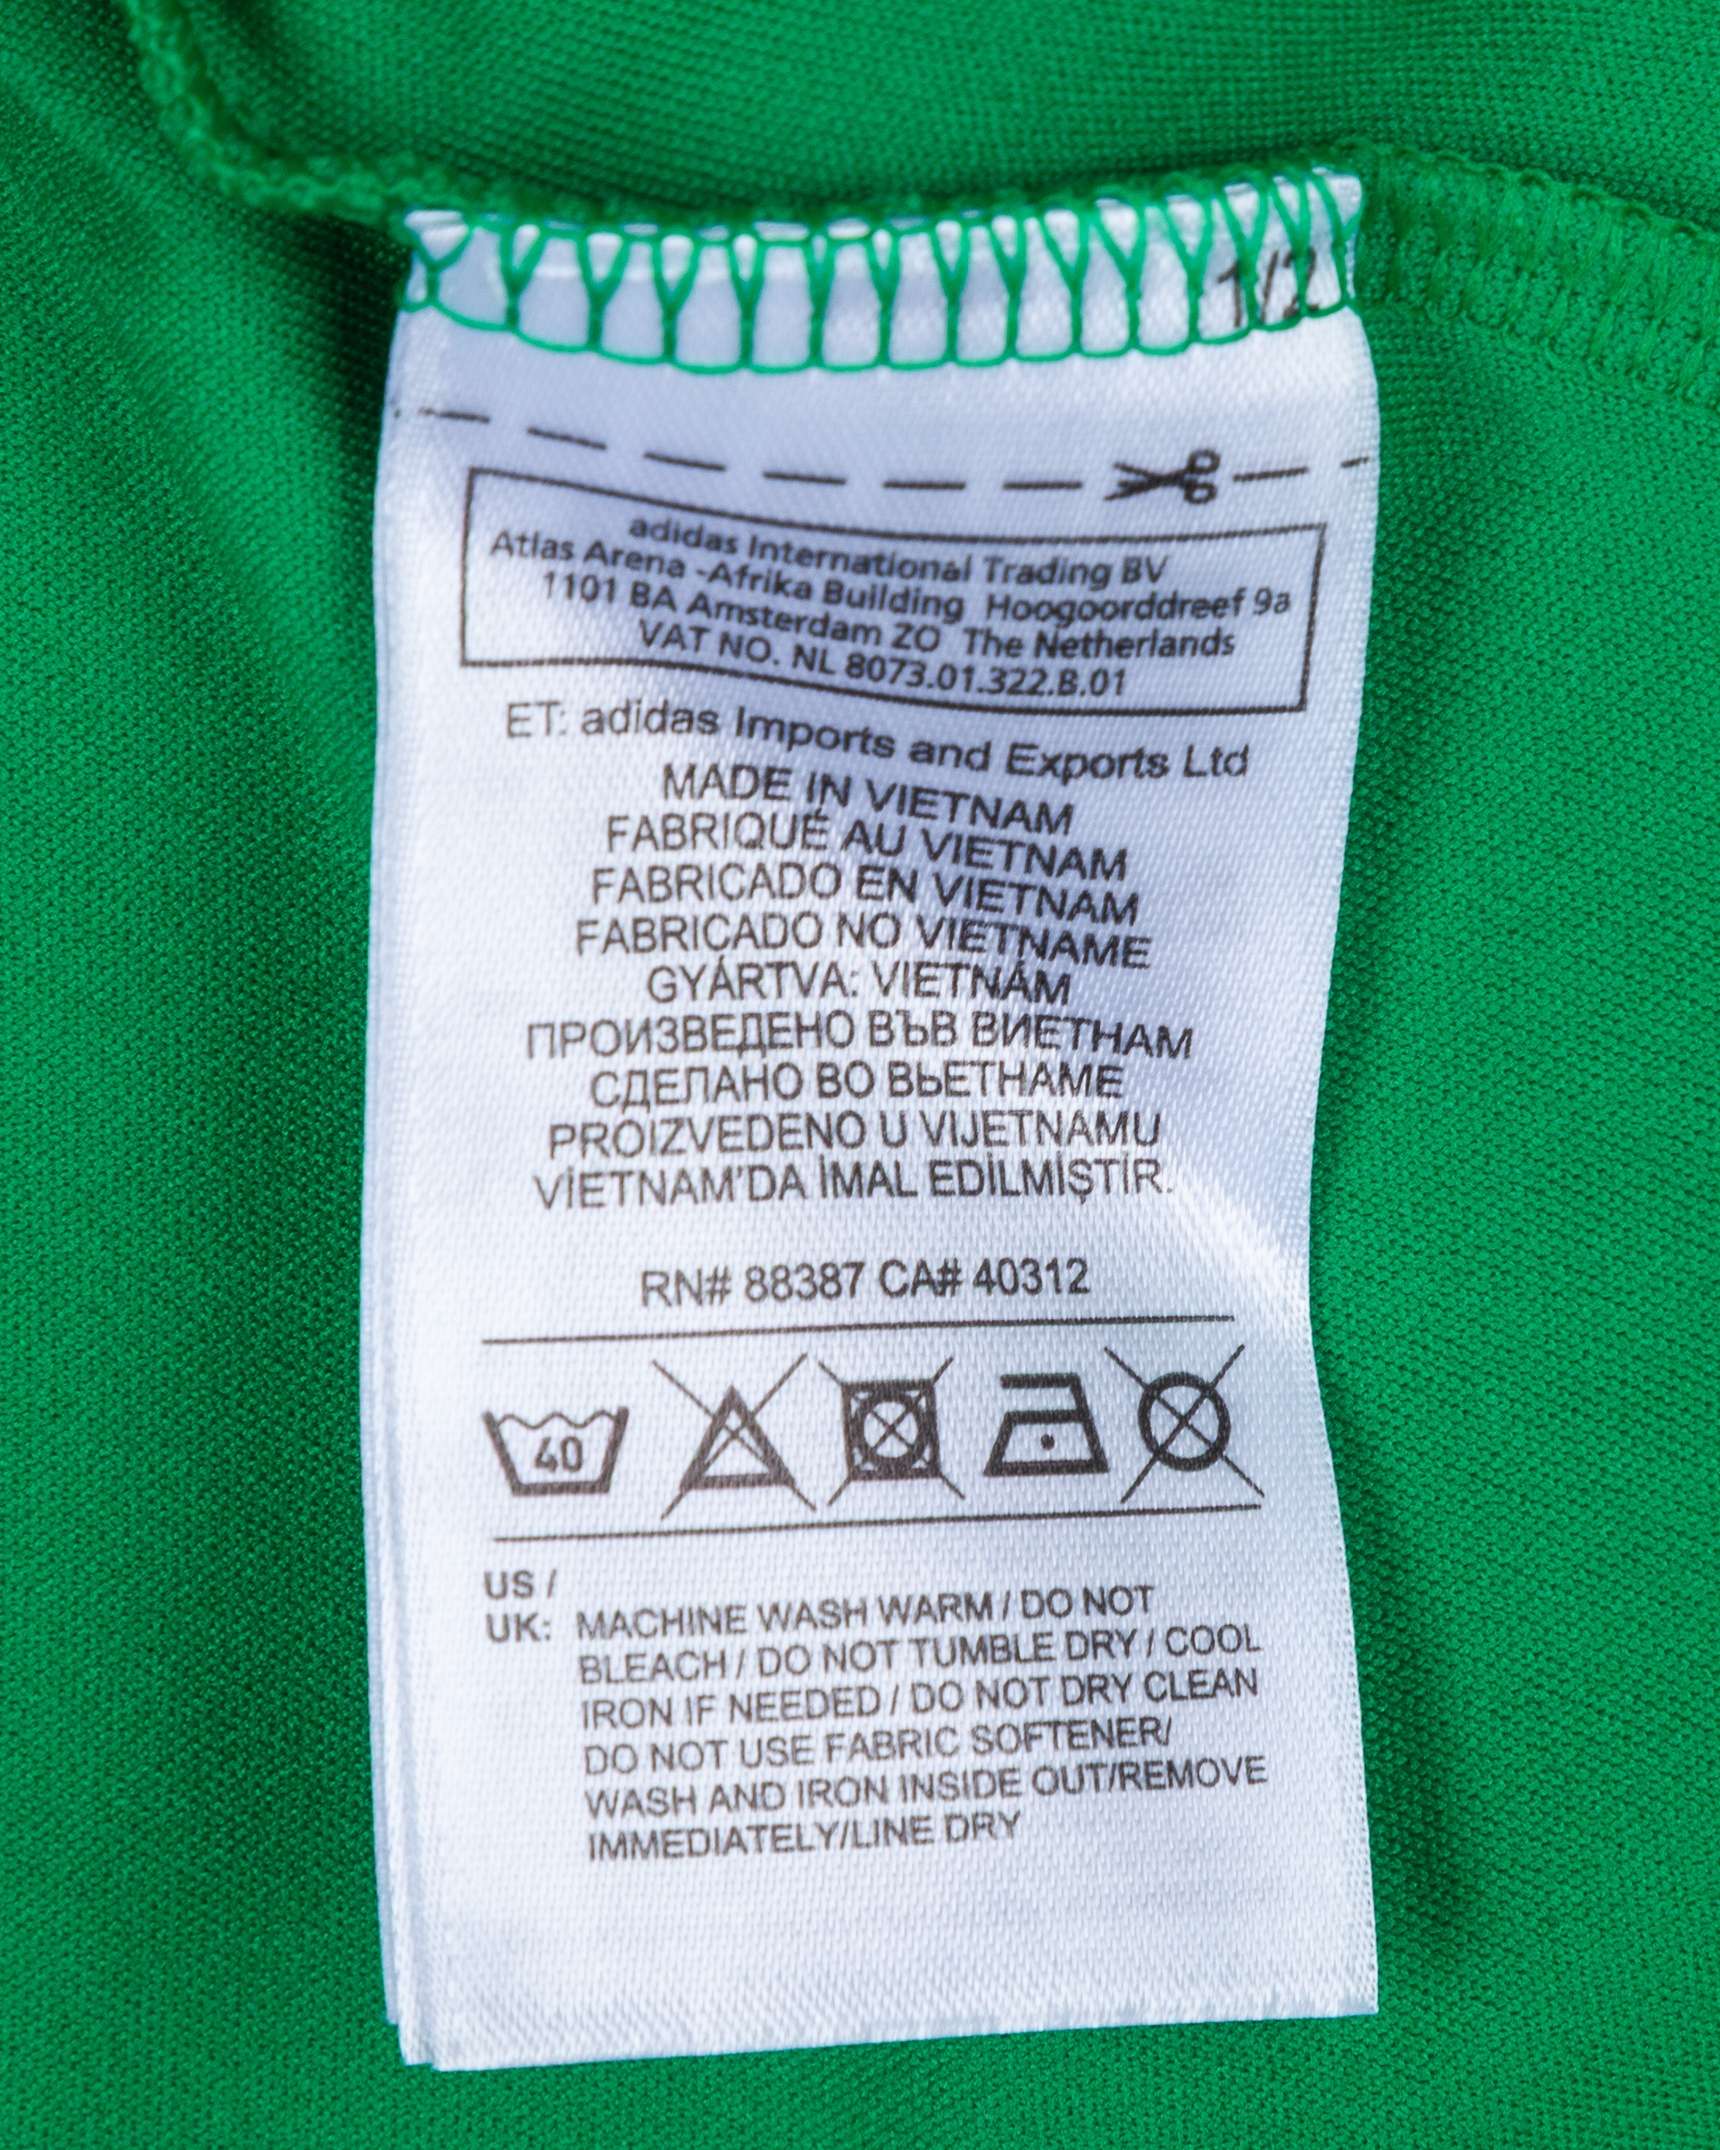 1/2
adidas International Trading BV
Atlas Arena -Afrika Building Hoogoorddreef 9a
1101 BA Amsterdam ZO The Netherlands
VAT NO. NL 8073.01.322.B.01
ET: adidas Imports and Exports Ltd
MADE IN VIETNAM
FABRIQUÉ AU VIETNAM
FABRICADO EN VIETNAM
FABRICADO NO VIETNAME
GYÁRTVA: VIETNÁM
ПРОИЗВЕДЕНО ВЪВ ВИЕТНАМ
СДЕЛАНО ВО ВЬЕТНАМЕ
PROIZVEDENO U VIJETNAMU
VİETNAM'DA İMAL EDİLMİŞTİR.
RN# 88387 CA# 40312
40
US /
UK: MACHINE WASH WARM / DO NOT
BLEACH / DO NOT TUMBLE DRY / COOL
IRON IF NEEDED / DO NOT DRY CLEAN
DO NOT USE FABRIC SOFTENER/
WASH AND IRON INSIDE OUT/REMOVE
IMMEDIATELY/LINE DRY